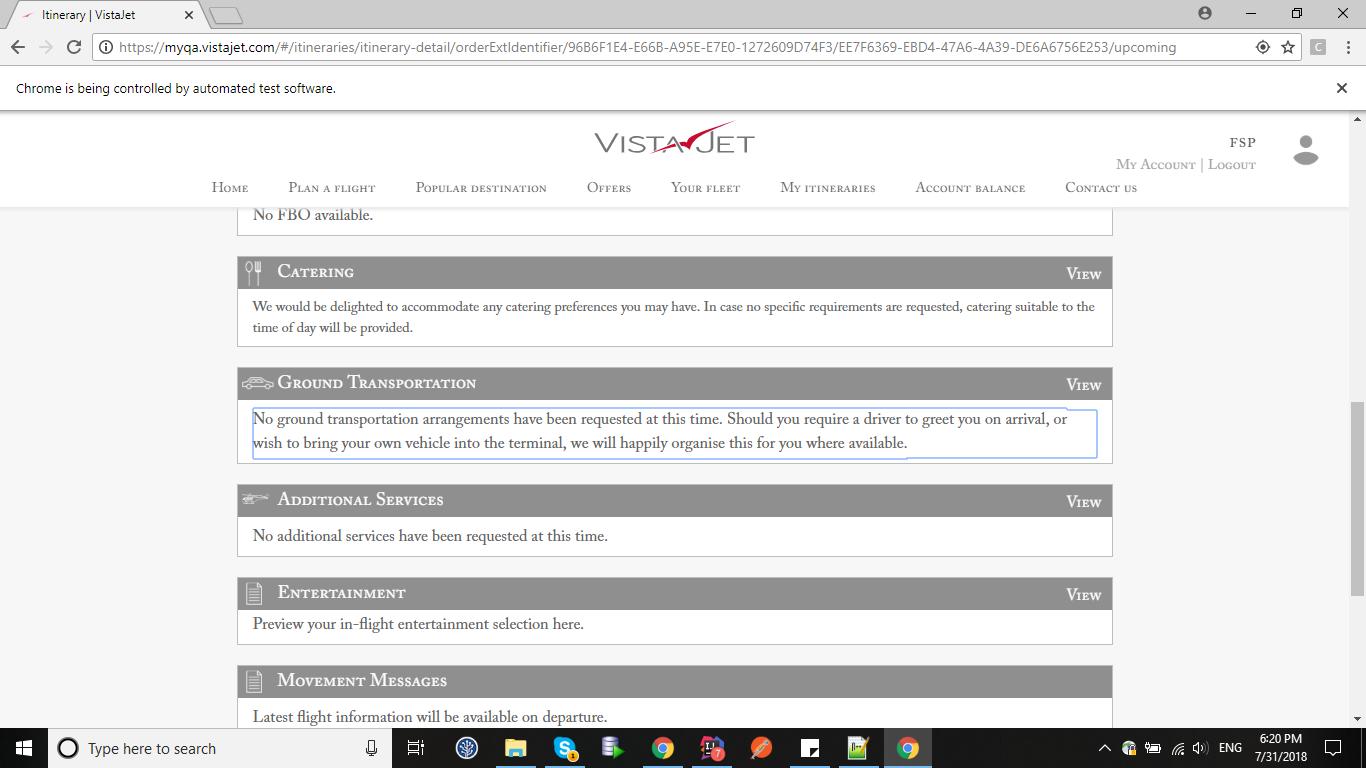 Itinerary | VistaJet
https://myqa.vistajet.com/#/itineraries/itinerary-detail/orderExtIdentifier/96B6F1E4-E66B-A95E-E7E0-1272609D74F3/EE7F6369-EBD4-47A6-4A39-DE6A6756E253/upcoming
Chrome is being controlled by automated test software.
VISTAJET
FSP
My Account | Logout
Home Plan a flight Popular destination Offers Your fleet My itineraries Account balance Contact us
No FBO available.
Catering View
We would be delighted to accommodate any catering preferences you may have. In case no specific requirements are requested, catering suitable to the
time of day will be provided.
Ground Transportation View
No ground transportation arrangements have been requested at this time. Should you require a driver to greet you on arrival, or
wish to bring your own vehicle into the terminal, we will happily organise this for you where available.
Additional Services View
No additional services have been requested at this time.
Entertainment View
Preview your in-flight entertainment selection here.
Movement Messages
Latest flight information will be available on departure.
Type here to search
1
7
ENG
6:20 PM
7/31/2018